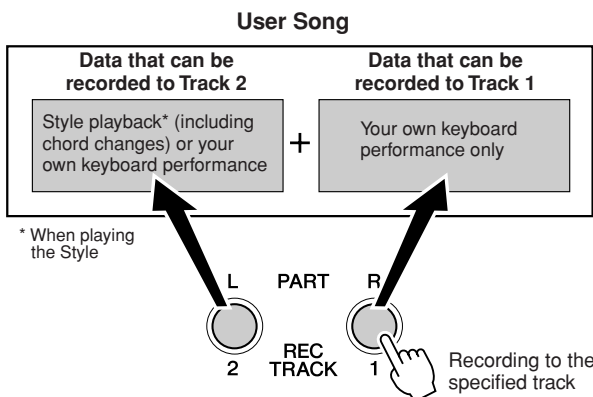 User Song
Data that can be
recorded to Track 2
Data that can be
recorded to Track 1
Style playback* (including
chord changes) or your
own keyboard performance
+
Your own keyboard
performance only
* When playing
the Style
L PART R
2 REC TRACK 1
Recording to the
specified track